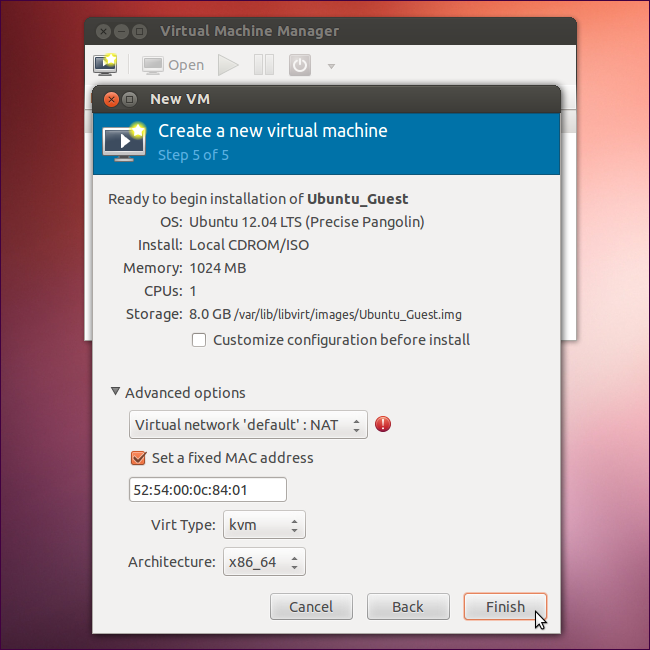 Virtual Machine Manager
Open
New VM
Create a new virtual machine
Step 5 of 5
Ready to begin installation of Ubuntu_Guest
OS: Ubuntu 12.04 LTS (Precise Pangolin)
Install: Local CDROM/ISO
Memory: 1024 MB
CPUs: 1
Storage: 8.0 GB /var/lib/libvirt/images/Ubuntu_Guest.img
Customize configuration before install
Advanced options
Virtual network 'default' : NAT
Set a fixed MAC address
52:54:00:0c:84:01
Virt Type: kvm
Architecture: x86_64
Cancel Back Finish